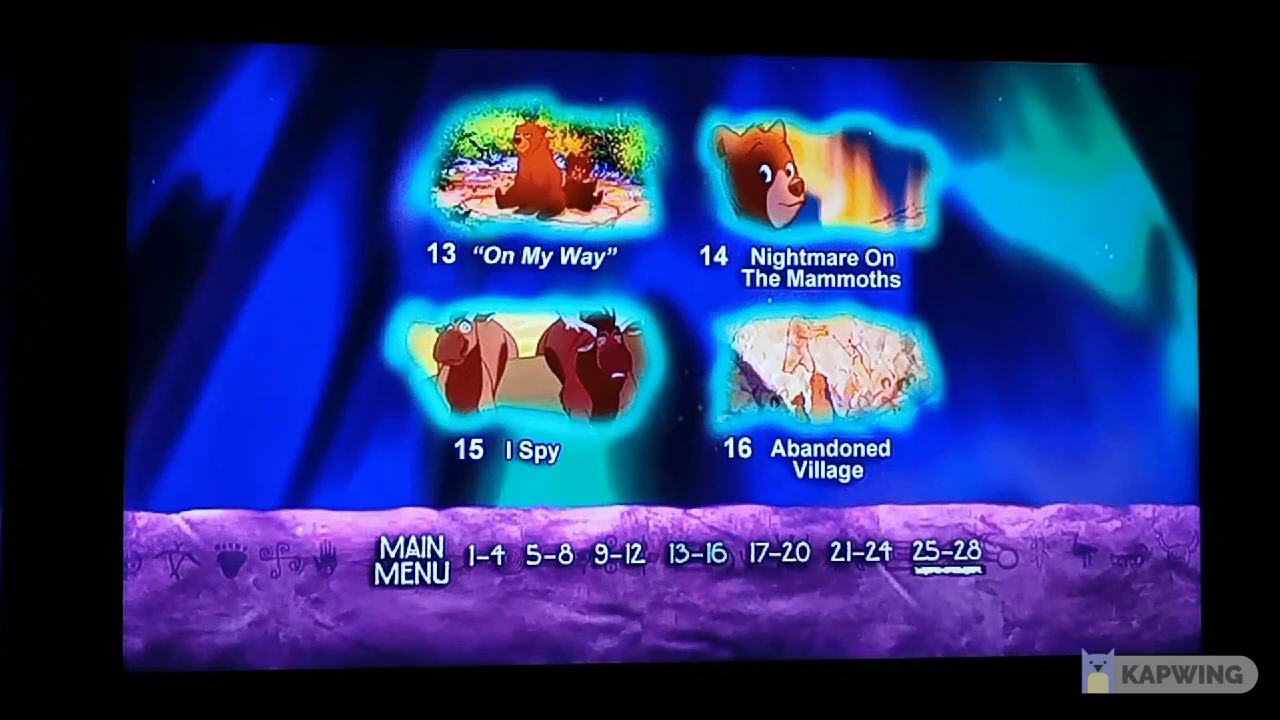 13 “On My Way”
14 Nightmare On
The Mammoths
15 I Spy
16 Abandoned
Village
MAIN
MENU
1-4 5-8 9-12 13-16 17-20 21-24 25-28
KAPWING